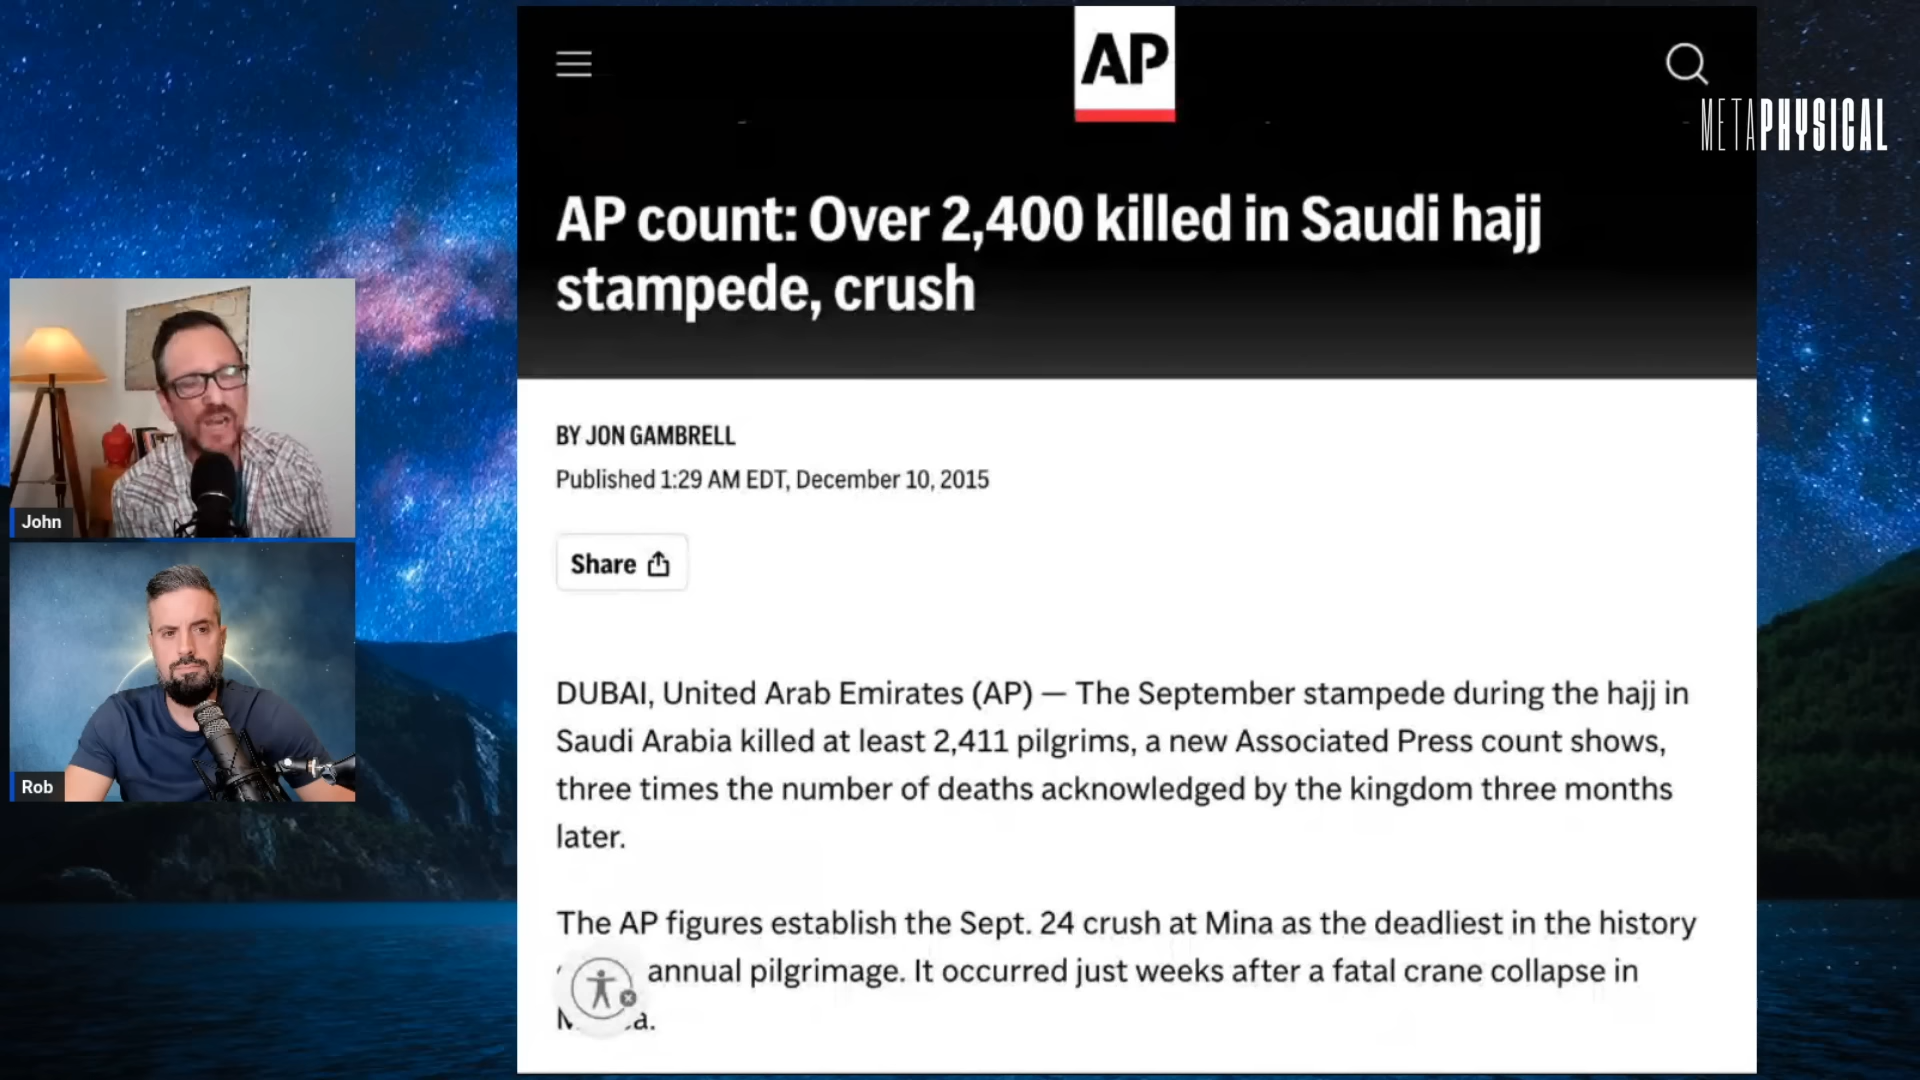 AP
METAPHYSICAL
AP count: Over 2,400 killed in Saudi hajj
stampede, crush
BY JON GAMBRELL
Published 1:29 AM EDT, December 10, 2015
Share
DUBAI, United Arab Emirates (AP) — The September stampede during the hajj in
Saudi Arabia killed at least 2,411 pilgrims, a new Associated Press count shows,
three times the number of deaths acknowledged by the kingdom three months
later.
The AP figures establish the Sept. 24 crush at Mina as the deadliest in the history
annual pilgrimage. It occurred just weeks after a fatal crane collapse in
John
Rob